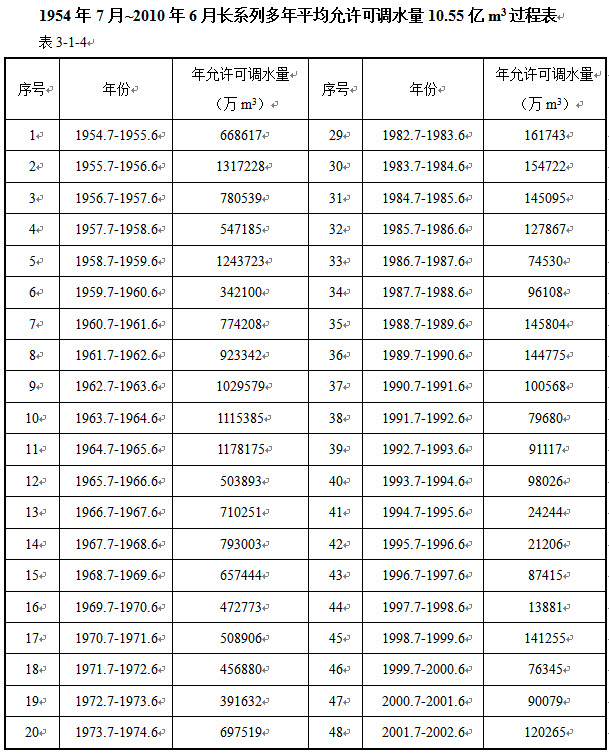 1954 年 7 月~2010 年 6 月长系列多年平均允许可调水量 10.55 亿 m³ 过程表
表 3-1-4
序号 年份 年允许可调水量（万 m³） 序号 年份 年允许可调水量（万 m³）
1 1954.7-1955.6 668617 29 1982.7-1983.6 161743
2 1955.7-1956.6 1317228 30 1983.7-1984.6 154722
3 1956.7-1957.6 780539 31 1984.7-1985.6 145095
4 1957.7-1958.6 547185 32 1985.7-1986.6 127867
5 1958.7-1959.6 1243723 33 1986.7-1987.6 74530
6 1959.7-1960.6 342100 34 1987.7-1988.6 96108
7 1960.7-1961.6 774208 35 1988.7-1989.6 145804
8 1961.7-1962.6 923342 36 1989.7-1990.6 144775
9 1962.7-1963.6 1029579 37 1990.7-1991.6 100568
10 1963.7-1964.6 1115385 38 1991.7-1992.6 79680
11 1964.7-1965.6 1178175 39 1992.7-1993.6 91117
12 1965.7-1966.6 503893 40 1993.7-1994.6 98026
13 1966.7-1967.6 710251 41 1994.7-1995.6 24244
14 1967.7-1968.6 793003 42 1995.7-1996.6 21206
15 1968.7-1969.6 657444 43 1996.7-1997.6 87415
16 1969.7-1970.6 472773 44 1997.7-1998.6 13881
17 1970.7-1971.6 508906 45 1998.7-1999.6 141255
18 1971.7-1972.6 456880 46 1999.7-2000.6 76345
19 1972.7-1973.6 391632 47 2000.7-2001.6 90079
20 1973.7-1974.6 697519 48 2001.7-2002.6 120265